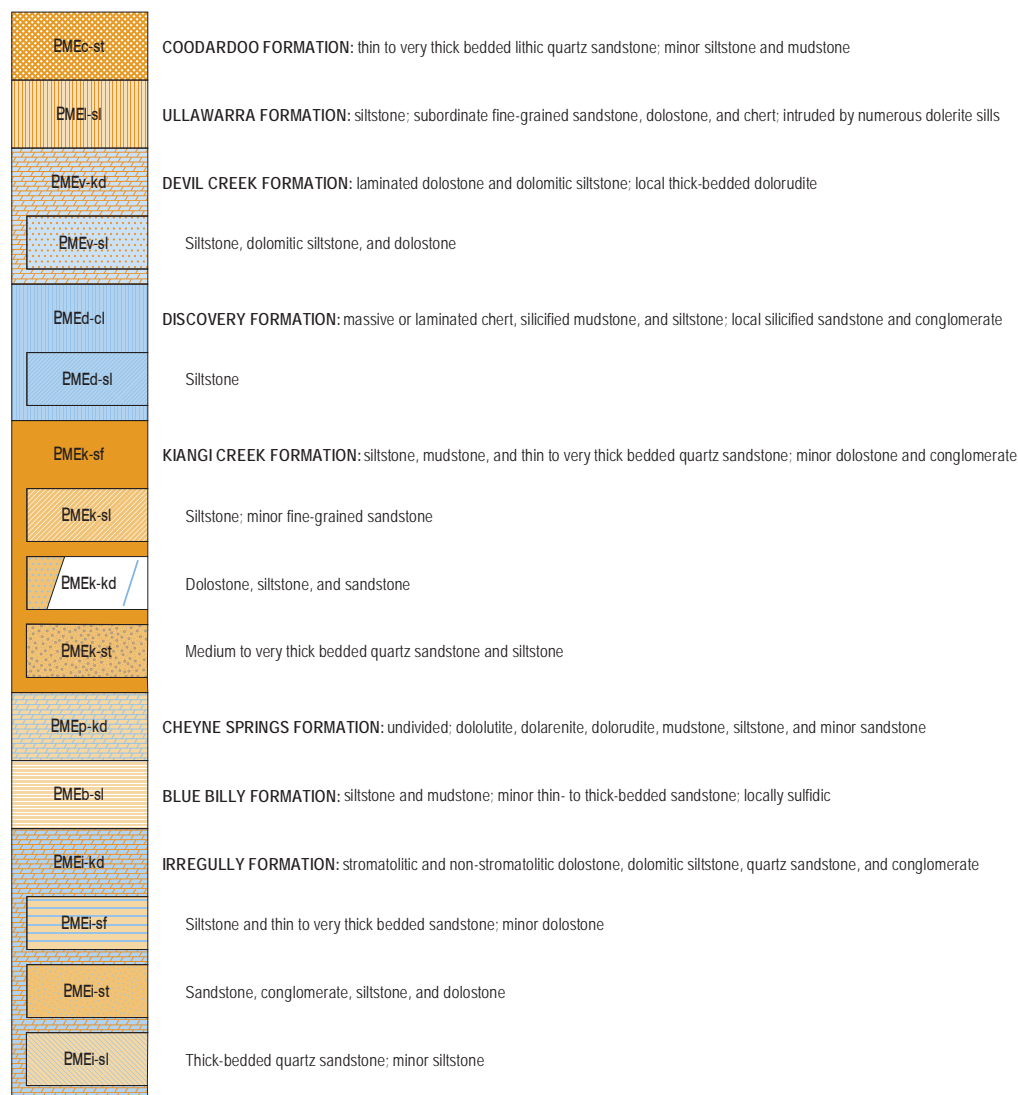 PMEc-st COODARDOO FORMATION: thin to very thick bedded lithic quartz sandstone; minor siltstone and mudstone
PMEl-sl ULLAWARRA FORMATION: siltstone; subordinate fine-grained sandstone, dolostone, and chert; intruded by numerous dolerite sills
PMEv-kd DEVIL CREEK FORMATION: laminated dolostone and dolomitic siltstone; local thick-bedded dolorudite
PMEv-sl Siltstone, dolomitic siltstone, and dolostone
PMEd-cl DISCOVERY FORMATION: massive or laminated chert, silicified mudstone, and siltstone; local silicified sandstone and conglomerate
PMEd-sl Siltstone
PMEk-sf KIANGI CREEK FORMATION: siltstone, mudstone, and thin to very thick bedded quartz sandstone; minor dolostone and conglomerate
PMEk-sl Siltstone; minor fine-grained sandstone
PMEk-kd Dolostone, siltstone, and sandstone
PMEk-st Medium to very thick bedded quartz sandstone and siltstone
PMEp-kd CHEYNE SPRINGS FORMATION: undivided; dololutite, dolarenite, dolorudite, mudstone, siltstone, and minor sandstone
PMEb-sl BLUE BILLY FORMATION: siltstone and mudstone; minor thin- to thick-bedded sandstone; locally sulfidic
PMEi-kd IRREGULLY FORMATION: stromatolitic and non-stromatolitic dolostone, dolomitic siltstone, quartz sandstone, and conglomerate
PMEi-sf Siltstone and thin to very thick bedded sandstone; minor dolostone
PMEi-st Sandstone, conglomerate, siltstone, and dolostone
PMEi-sl Thick-bedded quartz sandstone; minor siltstone